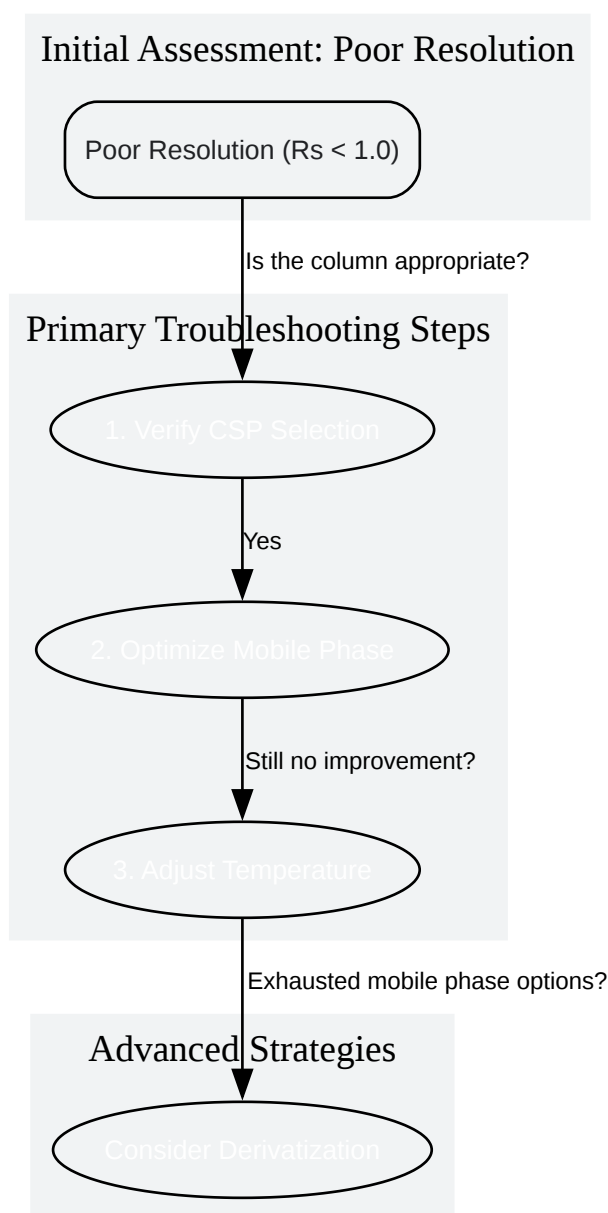 Initial Assessment: Poor Resolution
Poor Resolution (Rs < 1.0)
Is the column appropriate?
Primary Troubleshooting Steps
1. Verify CSP Selection
Yes
2. Optimize Mobile Phase
Still no improvement?
3. Adjust Temperature
Exhausted mobile phase options?
Advanced Strategies
Consider Derivatization